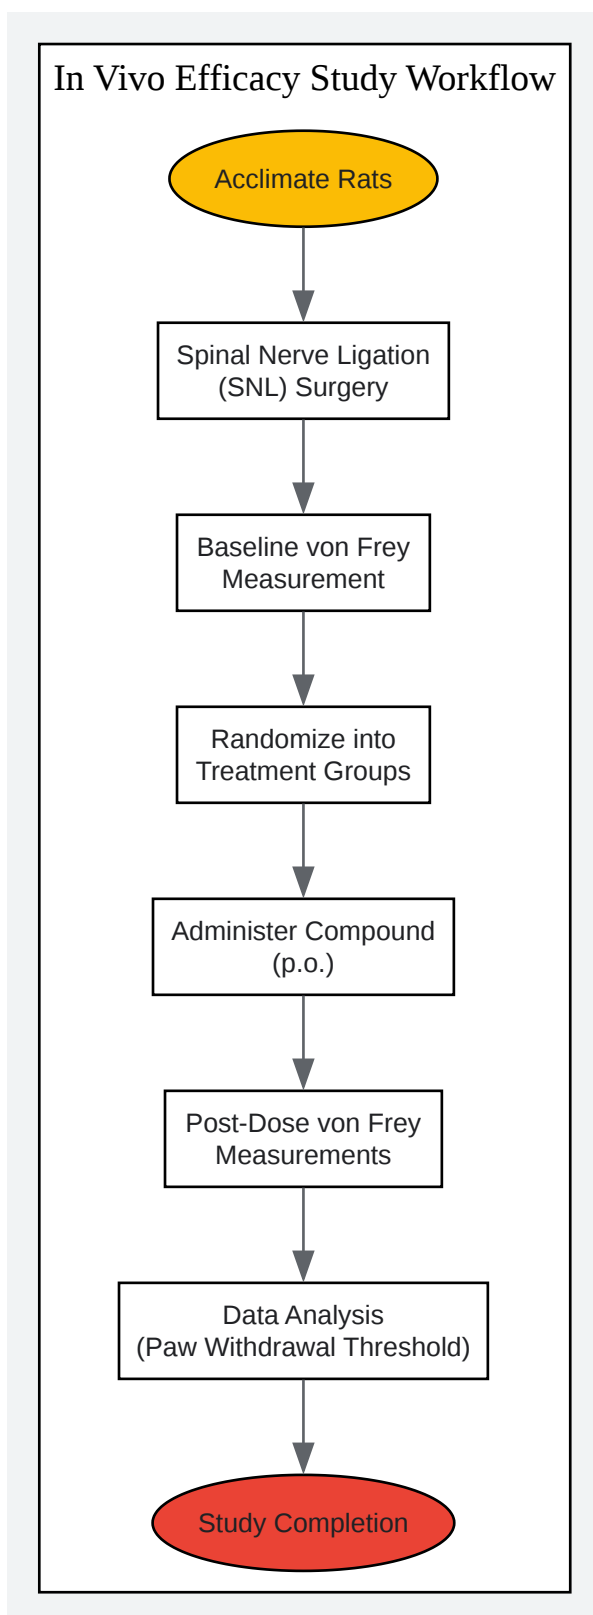 In Vivo Efficacy Study Workflow
Acclimate Rats
Spinal Nerve Ligation
(SNL) Surgery
Baseline von Frey
Measurement
Randomize into
Treatment Groups
Administer Compound
(p.o.)
Post-Dose von Frey
Measurements
Data Analysis
(Paw Withdrawal Threshold)
Study Completion